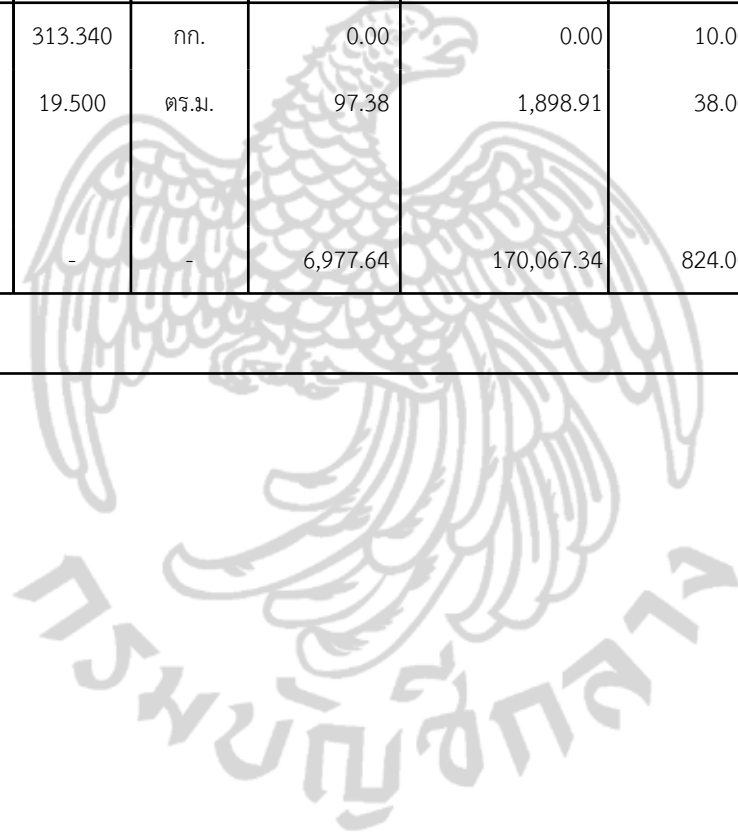 313.340 กก. 0.00 0.00 10.0
19.500 ตร.ม. 97.38 1,898.91 38.0
- - 6,977.64 170,067.34 824.0
กรมบัญชีกลาง